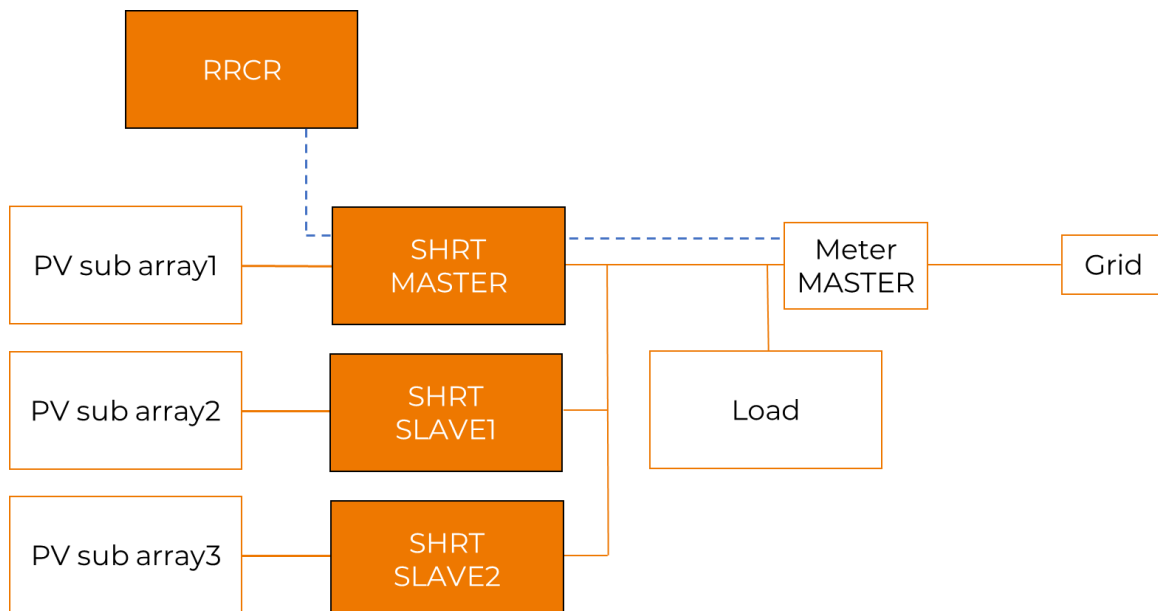 RRCR
PV sub array1
SHRT
MASTER
Meter
MASTER
Grid
PV sub array2
SHRT
SLAVE1
Load
PV sub array3
SHRT
SLAVE2